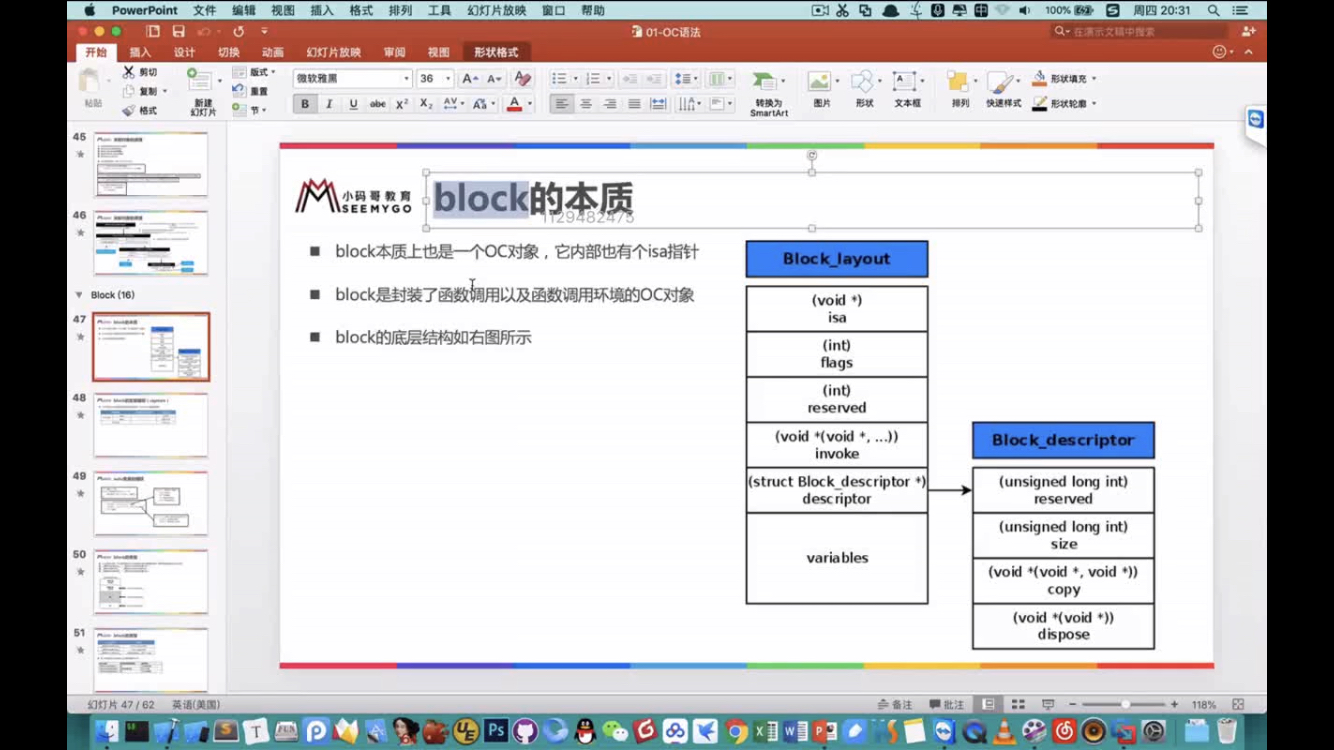 PowerPoint 文件 编辑 视图 插入 格式 排列 工具 幻灯片放映 窗口 帮助 100% 周四 20:31
01-OC语法
在演示文稿中搜索
开始 插入 设计 切换 动画 幻灯片放映 审阅 视图 形状格式
粘贴 剪切 复制 格式 新建幻灯片 版式 重置 节
微软雅黑 36
B I U abc X² X₂ AV Aa A
转换为 SmartArt 图片 形状 文本框 排列 快速样式 形状填充 形状轮廓
45
46
Block (16)
47
48
49
50
51
小码哥教育
SEEMYGO
block的本质
1129482475
block本质上也是一个OC对象，它内部也有个isa指针
block是封装了函数调用以及函数调用环境的OC对象
block的底层结构如右图所示
Block_layout
(void *)
isa
(int)
flags
(int)
reserved
(void *(void *, ...))
invoke
(struct Block_descriptor *)
descriptor
variables
Block_descriptor
(unsigned long int)
reserved
(unsigned long int)
size
(void *(void *, void *))
copy
(void *(void *))
dispose
幻灯片 47 / 62 英语(美国) 备注 批注 118%